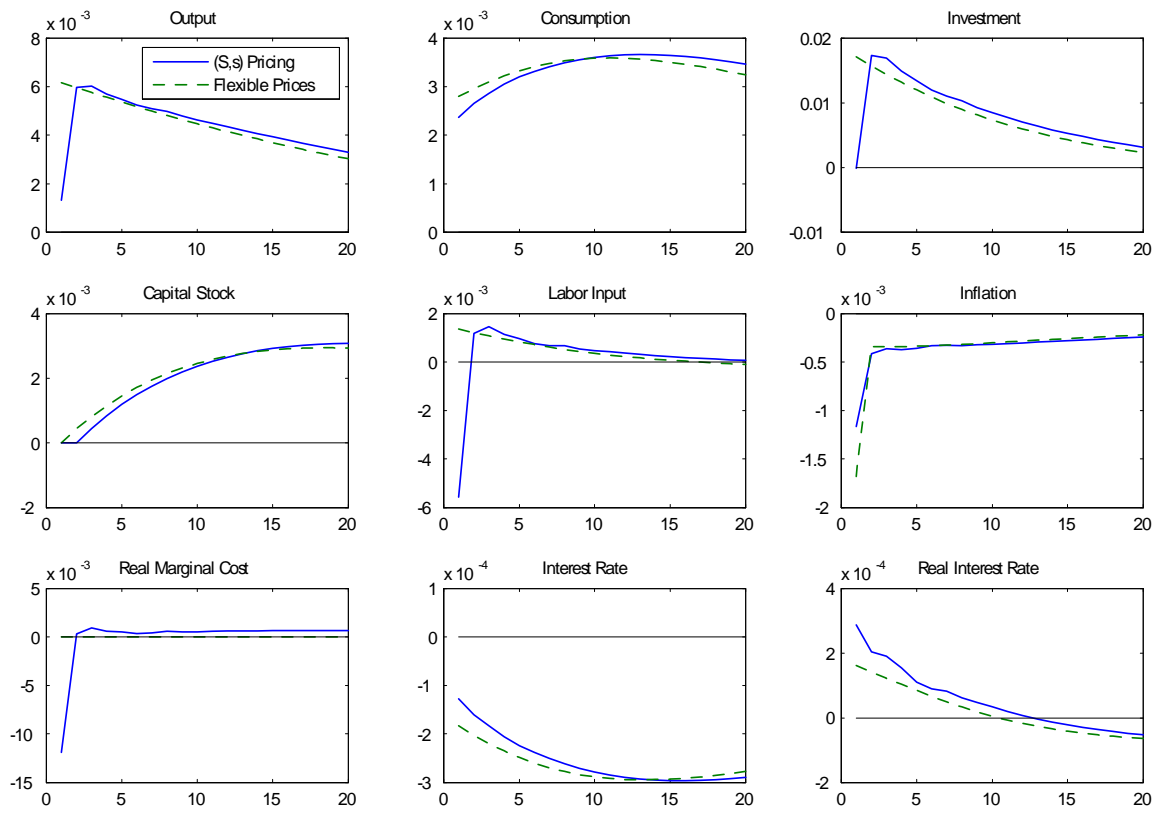 x 10 -3
Output
8
6
4
2
0
0 5 10 15 20
(S,s) Pricing
Flexible Prices
x 10 -3
Consumption
4
3
2
1
0
0 5 10 15 20
Investment
0.02
0.01
0
-0.01
0 5 10 15 20
x 10 -3
Capital Stock
4
2
0
-2
0 5 10 15 20
x 10 -3
Labor Input
2
0
-2
-4
-6
0 5 10 15 20
x 10 -3
Inflation
0
-0.5
-1
-1.5
-2
0 5 10 15 20
x 10 -3
Real Marginal Cost
5
0
-5
-10
-15
0 5 10 15 20
x 10 -4
Interest Rate
1
0
-1
-2
-3
0 5 10 15 20
x 10 -4
Real Interest Rate
4
2
0
-2
0 5 10 15 20